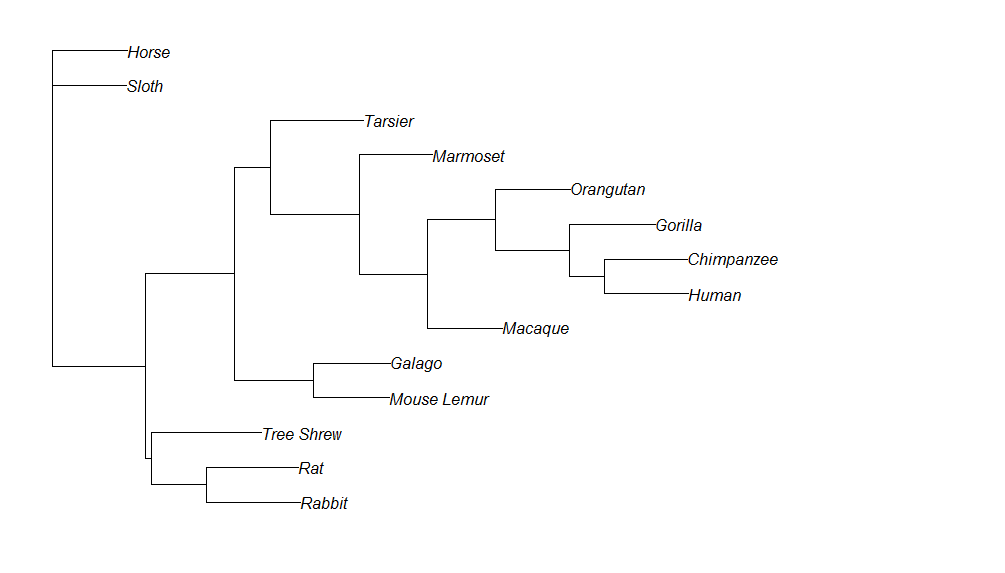 Horse
Sloth
Tarsier
Marmoset
Orangutan
Gorilla
Chimpanzee
Human
Macaque
Galago
Mouse Lemur
Tree Shrew
Rat
Rabbit